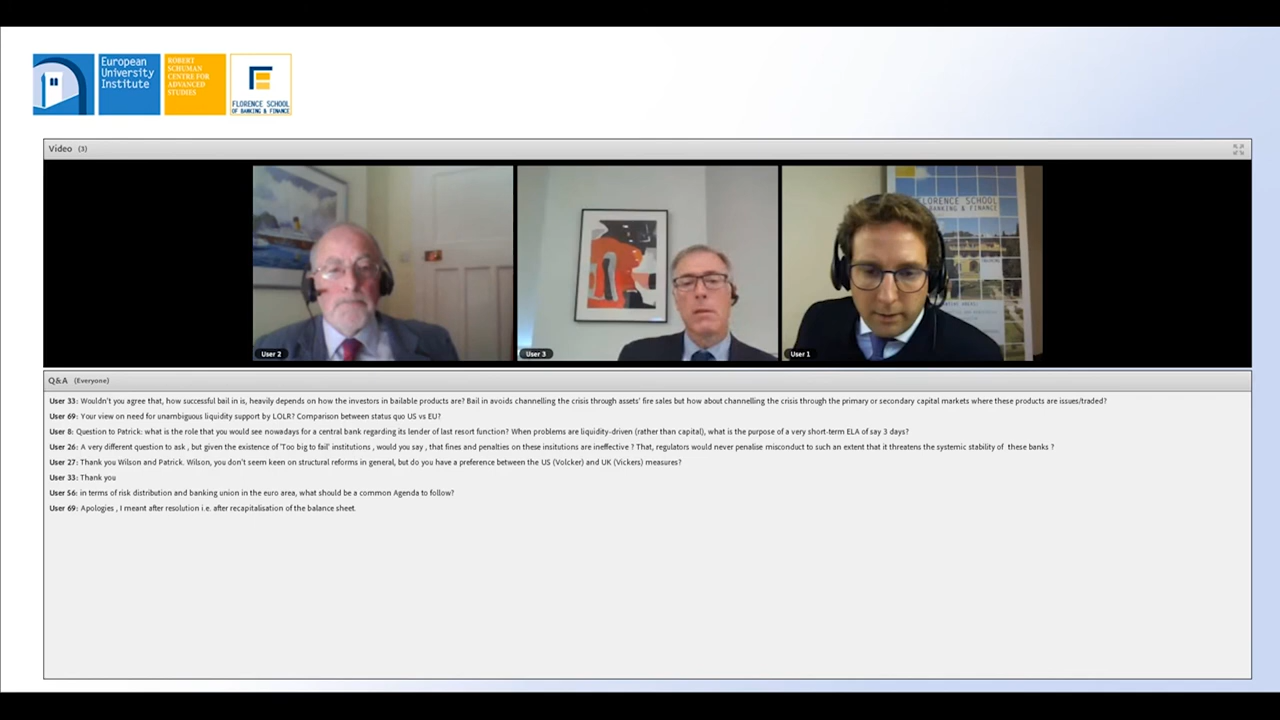 European
University
Institute
ROBERT
SCHUMAN
CENTRE FOR
ADVANCED
STUDIES
FLORENCE SCHOOL
OF BANKING & FINANCE
Video (3)
FLORENCE SCHOOL
BANKING & FINANCE
User 2
User 3
User 1
Q&A (Everyone)
User 33: Wouldn't you agree that, how successful bail in is, heavily depends on how the investors in bailable products are? Bail in avoids channelling the crisis through assets' fire sales but how about channelling the crisis through the primary or secondary capital markets where these products are issues/traded?
User 69: Your view on need for unambiguous liquidity support by LOLR? Comparison between status quo US vs EU?
User 8: Question to Patrick: what is the role that you would see nowadays for a central bank regarding its lender of last resort function? When problems are liquidity-driven (rather than capital), what is the purpose of a very short-term ELA of say 3 days?
User 26: A very different question to ask , but given the existence of 'Too big to fail' institutions , would you say , that fines and penalties on these insitutions are ineffective ? That, regulators would never penalise misconduct to such an extent that it threatens the systemic stability of these banks ?
User 27: Thank you Wilson and Patrick. Wilson, you don't seem keen on structural reforms in general, but do you have a preference between the US (Volcker) and UK (Vickers) measures?
User 33: Thank you
User 56: in terms of risk distribution and banking union in the euro area, what should be a common Agenda to follow?
User 69: Apologies , I meant after resolution i.e. after recapitalisation of the balance sheet.